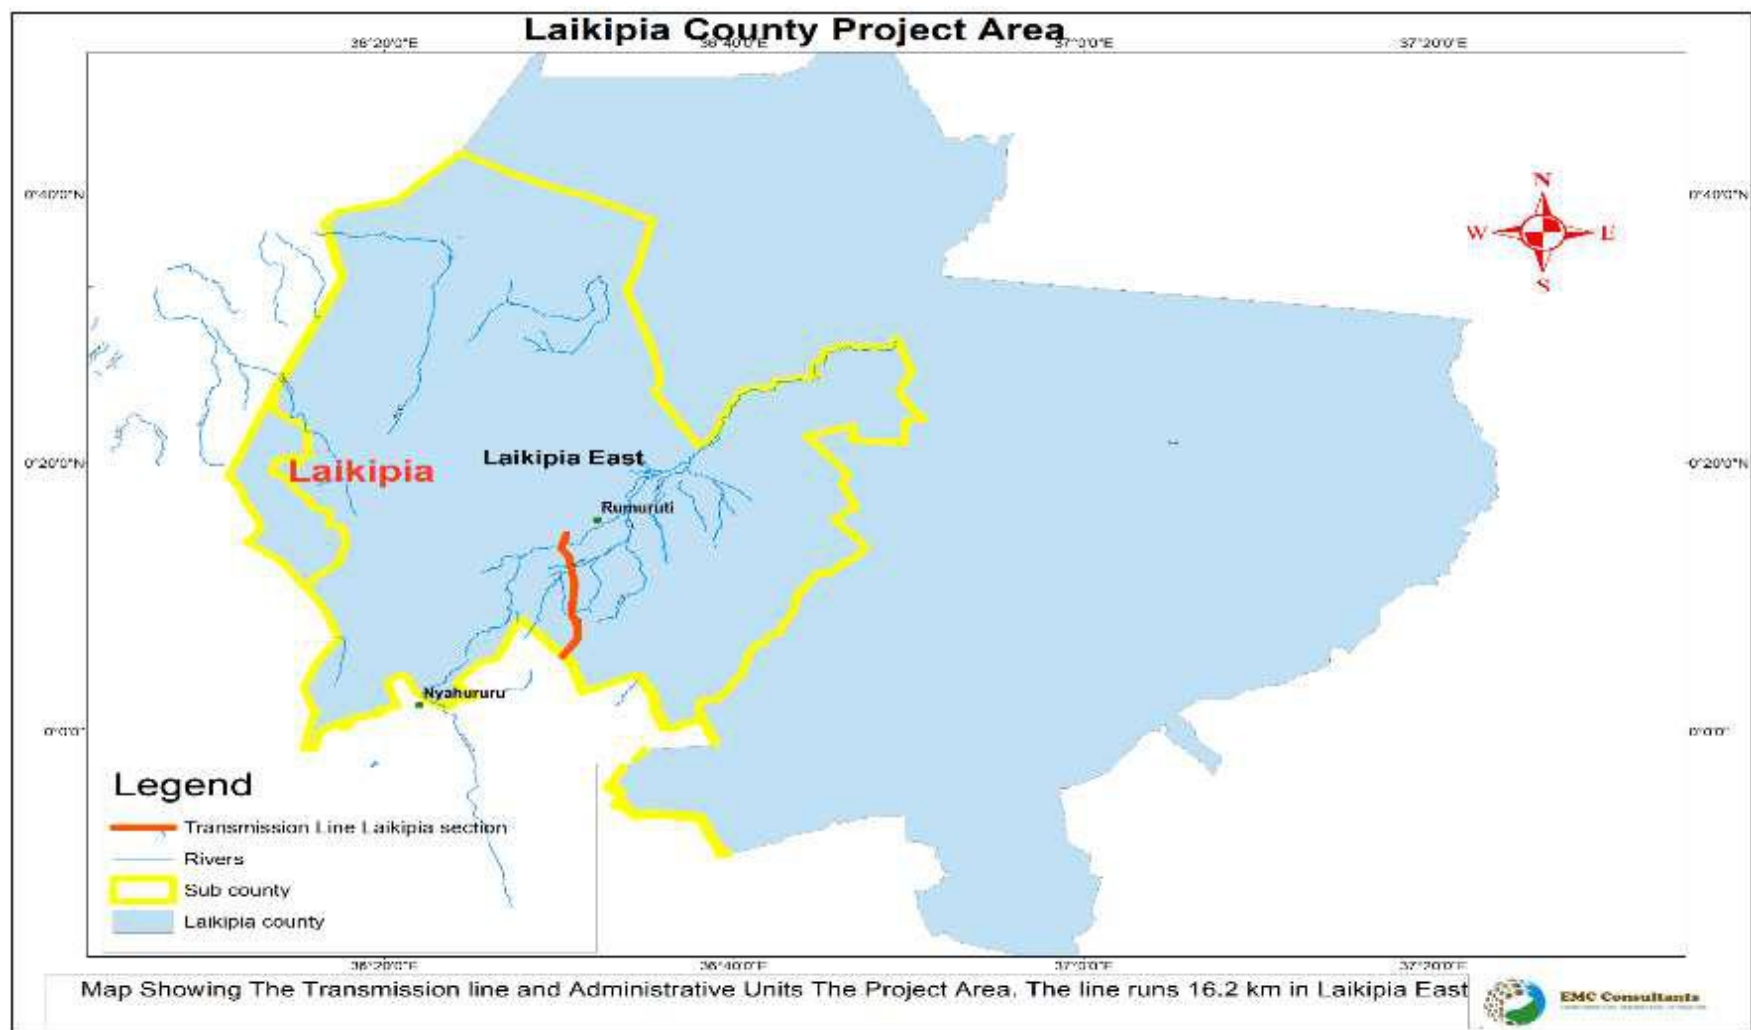 Laikipia County Project Area
36°20'0"E
36°40'0"E
37°0'0"E
37°20'0"E
0°40'0"N
0°40'0"N
N
W
E
S
0°20'0"N
0°20'0"N
Laikipia
Laikipia East
Rumuruti
Nyahururu
0°0'0"
0°0'0"
Legend
Transmission Line Laikipia section
Rivers
Sub county
Laikipia county
36°20'0"E
36°40'0"E
37°0'0"E
37°20'0"E
Map Showing The Transmission line and Administrative Units The Project Area. The line runs 16.2 km in Laikipia East
EMC Consultants